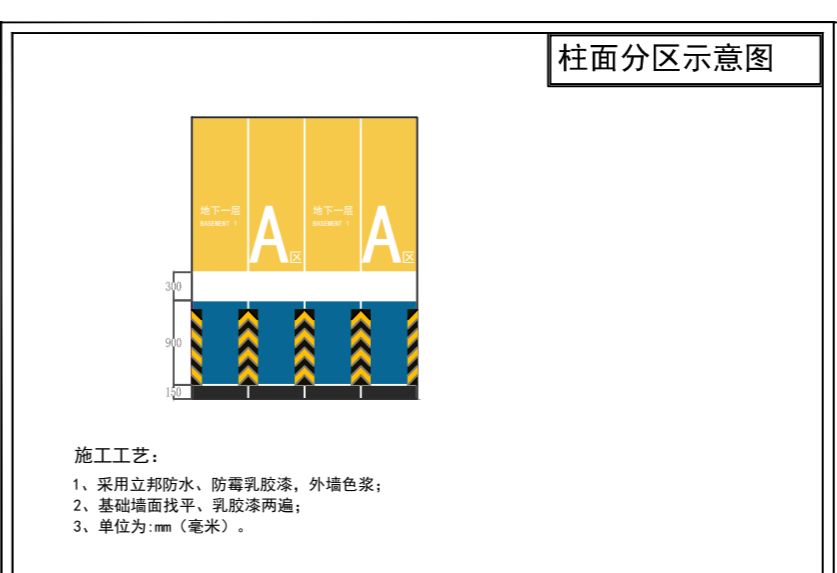 柱面分区示意图
地下一层
BASEMENT 1
A区
地下一层
BASEMENT 1
A区
300
900
150
施工工艺：
1、采用立邦防水、防霉乳胶漆，外墙色浆；
2、基础墙面找平、乳胶漆两遍；
3、单位为:mm（毫米）。